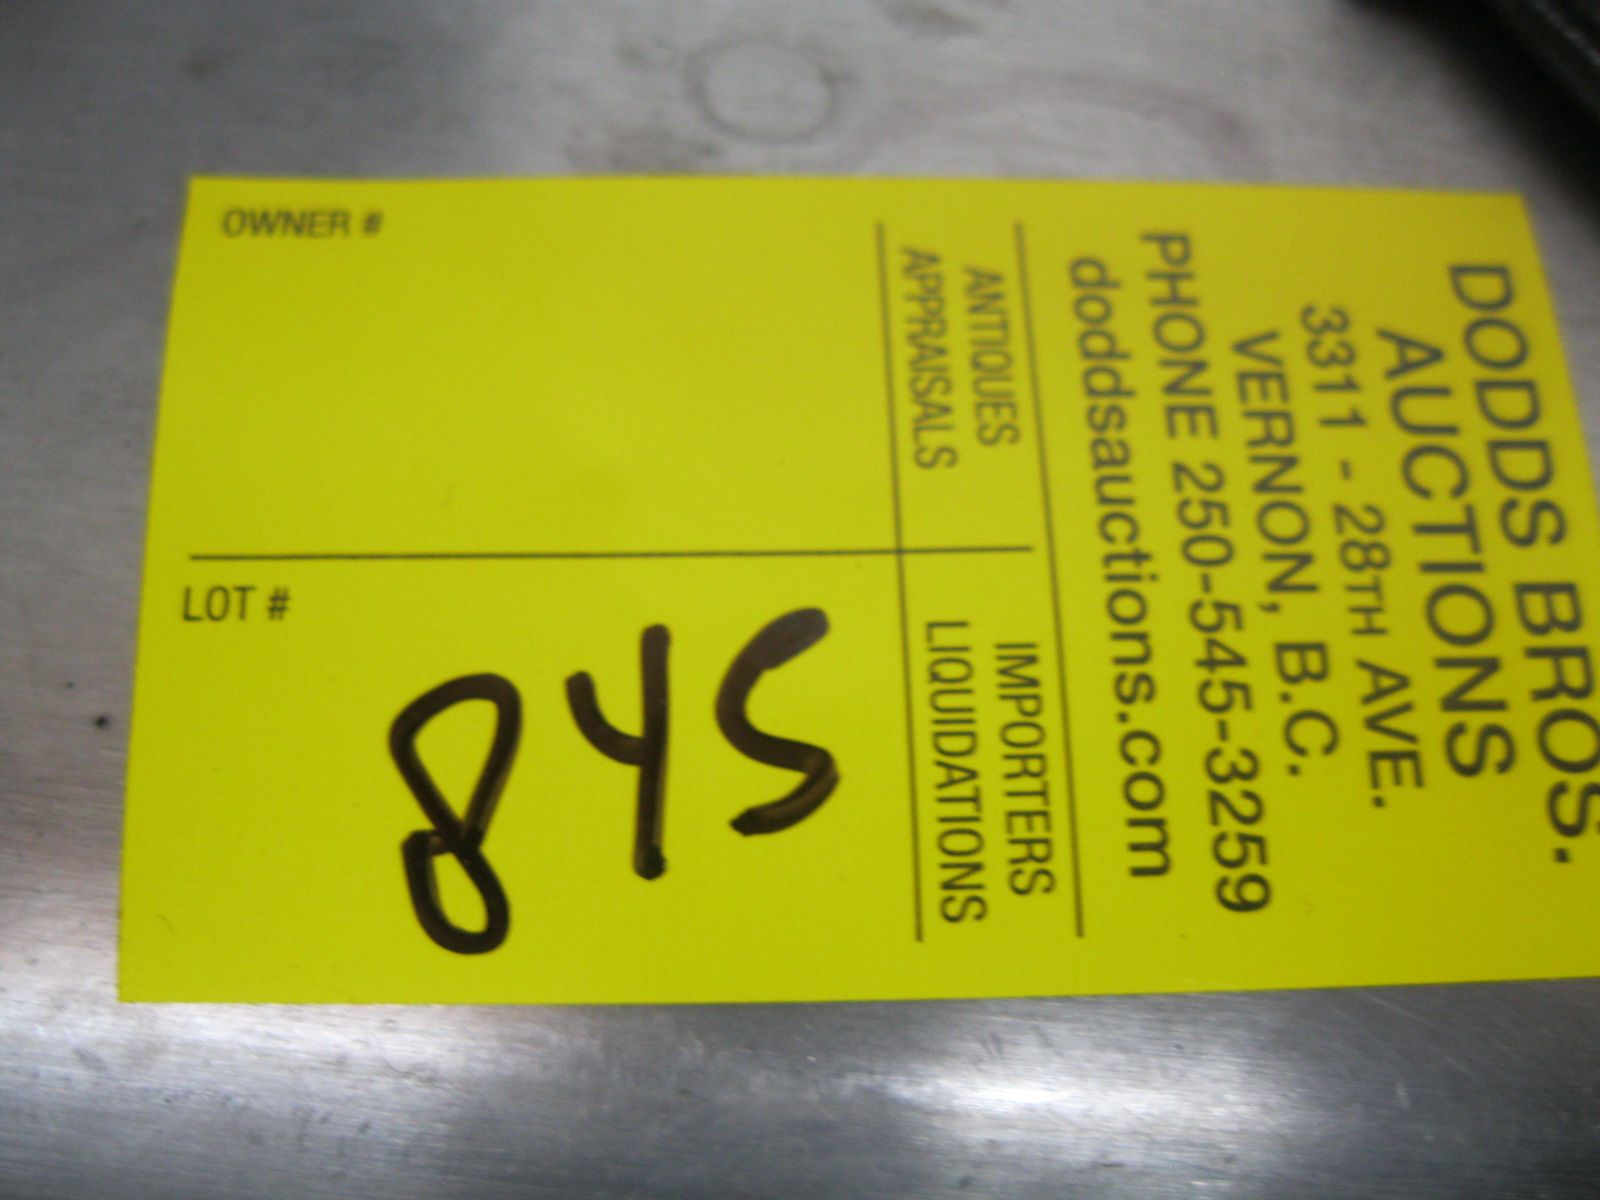 DODDS BROS.
AUCTIONS
3311 - 28TH AVE.
VERNON, B.C.
PHONE 250-545-3259
doddsauctions.com
ANTIQUES
APPRAISALS
IMPORTERS
LIQUIDATIONS
OWNER #
LOT #
845